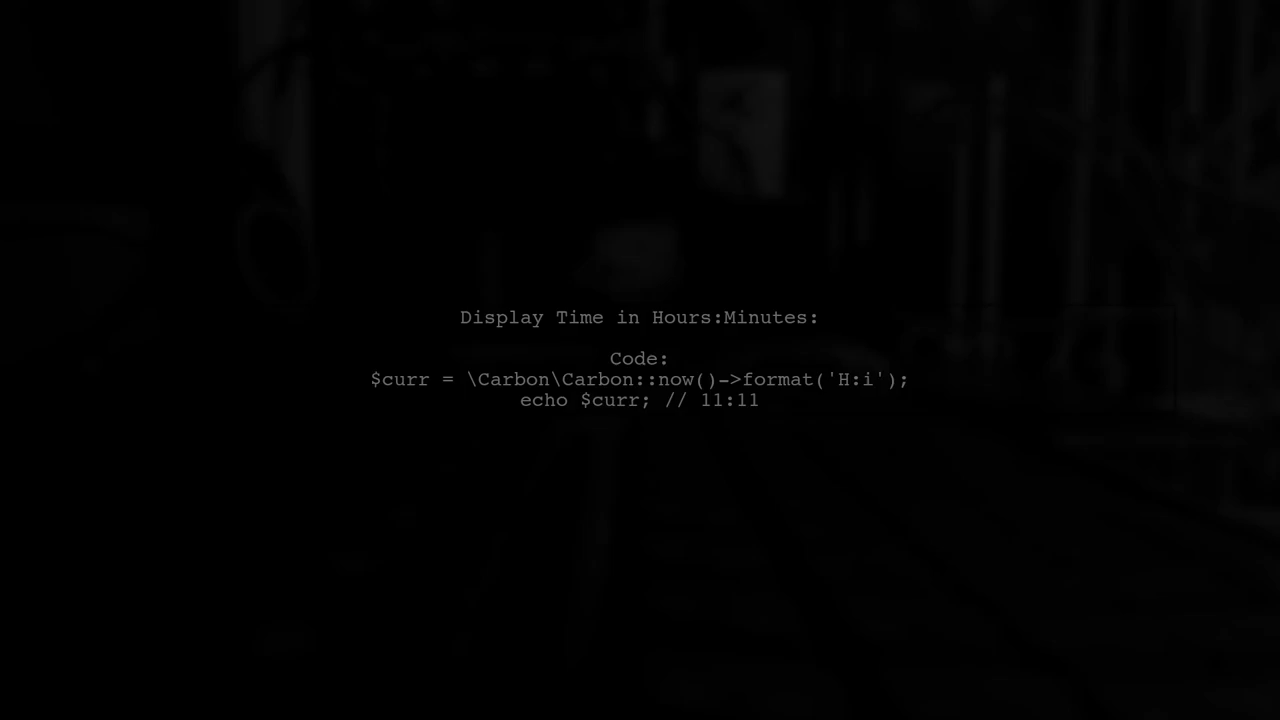 Display Time in Hours:Minutes:
Code:
$curr = \Carbon\Carbon::now()->format('H:i');
echo $curr; // 11:11